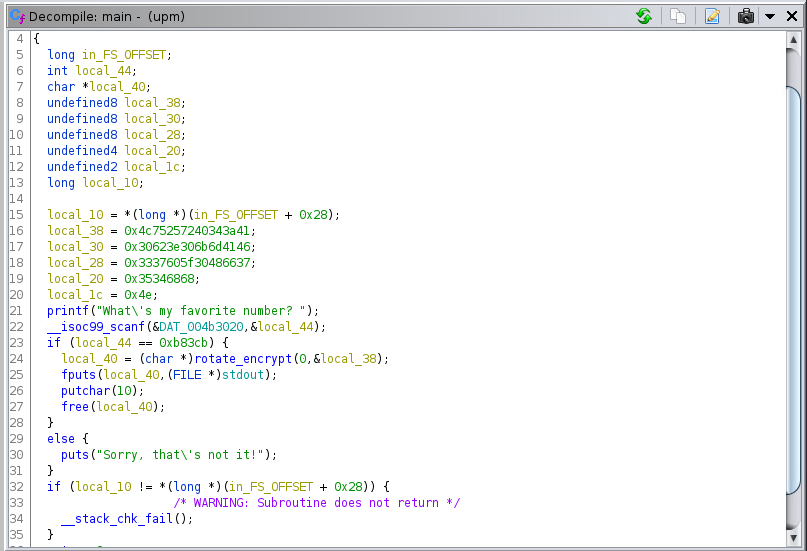 Decompile: main - (upm)
4 {
5 long in_FS_OFFSET;
6 int local_44;
7 char *local_40;
8 undefined8 local_38;
9 undefined8 local_30;
10 undefined8 local_28;
11 undefined4 local_20;
12 undefined2 local_1c;
13 long local_10;
14
15 local_10 = *(long *)(in_FS_OFFSET + 0x28);
16 local_38 = 0x4c75257240343a41;
17 local_30 = 0x30623e306b6d4146;
18 local_28 = 0x3337605f30486637;
19 local_20 = 0x35346868;
20 local_1c = 0x4e;
21 printf("What\'s my favorite number? ");
22 __isoc99_scanf(&DAT_004b3020,&local_44);
23 if (local_44 == 0xb83cb) {
24 local_40 = (char *)rotate_encrypt(0,&local_38);
25 fputs(local_40,(FILE *)stdout);
26 putchar(10);
27 free(local_40);
28 }
29 else {
30 puts("Sorry, that\'s not it!");
31 }
32 if (local_10 != *(long *)(in_FS_OFFSET + 0x28)) {
33 /* WARNING: Subroutine does not return */
34 __stack_chk_fail();
35 }